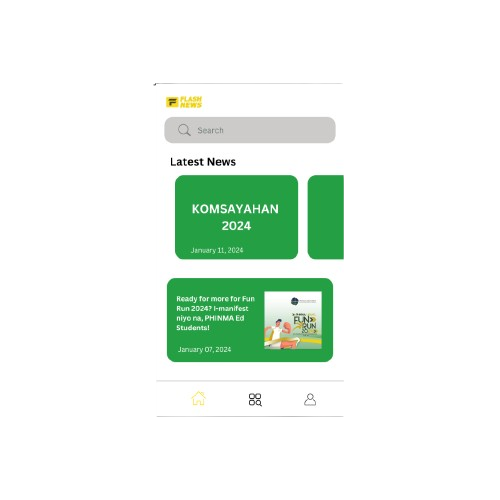 FLASH
NEWS
Search
Latest News
KOMSAYAHAN
2024
January 11, 2024
Ready for more for Fun
Run 2024? I-manifest
niyo na, PHINMA Ed
Students!
January 07, 2024
FUN
RUN